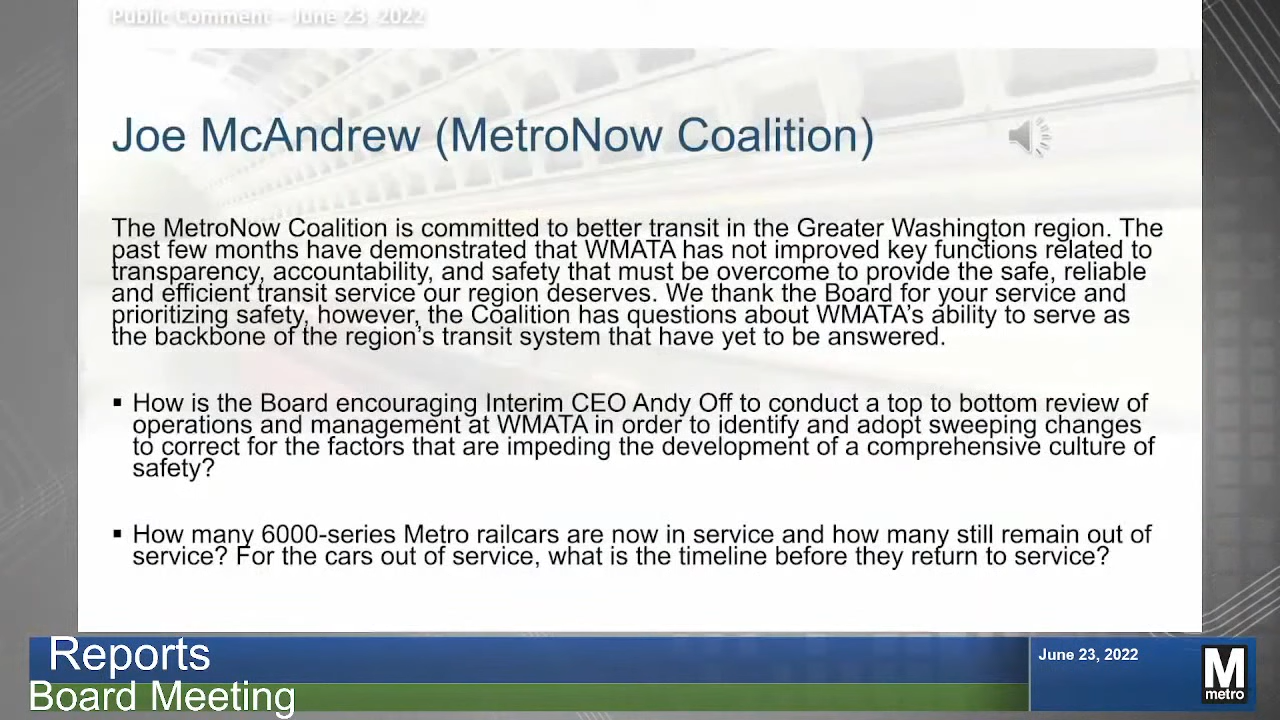 Public Comment – June 23, 2022
Joe McAndrew (MetroNow Coalition)
The MetroNow Coalition is committed to better transit in the Greater Washington region. The
past few months have demonstrated that WMATA has not improved key functions related to
transparency, accountability, and safety that must be overcome to provide the safe, reliable
and efficient transit service our region deserves. We thank the Board for your service and
prioritizing safety, however, the Coalition has questions about WMATA’s ability to serve as
the backbone of the region’s transit system that have yet to be answered.
▪ How is the Board encouraging Interim CEO Andy Off to conduct a top to bottom review of
operations and management at WMATA in order to identify and adopt sweeping changes
to correct for the factors that are impeding the development of a comprehensive culture of
safety?
▪ How many 6000-series Metro railcars are now in service and how many still remain out of
service? For the cars out of service, what is the timeline before they return to service?
Reports
Board Meeting
June 23, 2022
M
metro